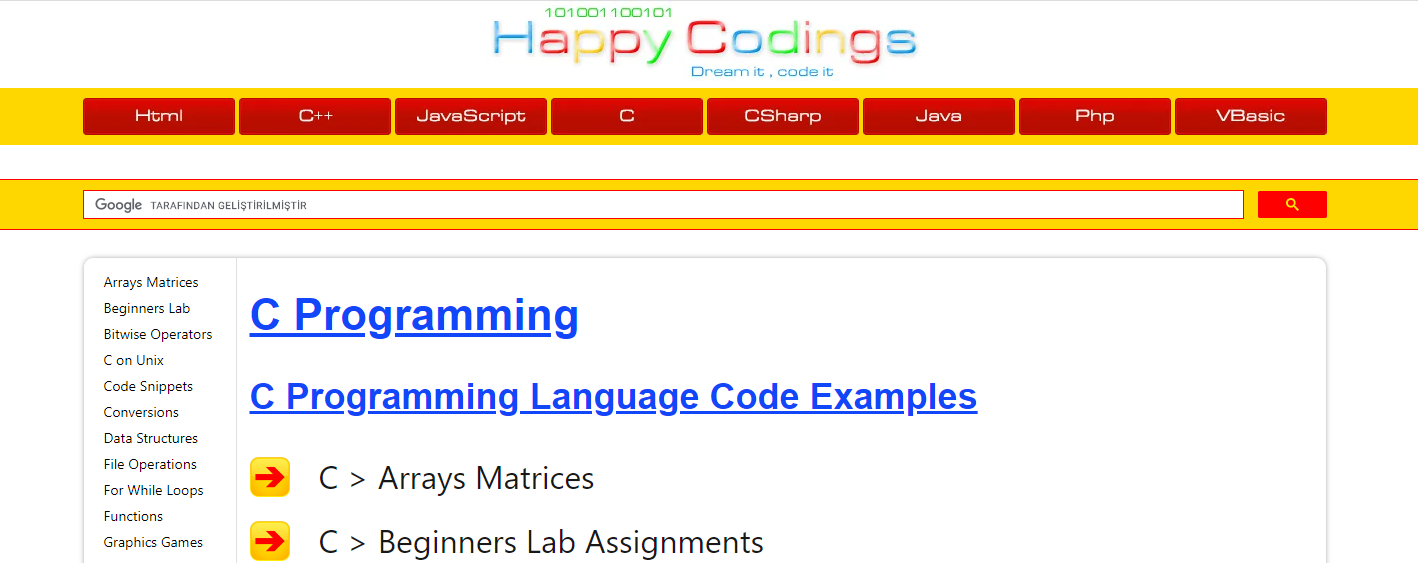 101001100101
Happy Codings
Dream it , code it
Html C++ JavaScript C CSharp Java Php VBasic
Google TARAFINDAN GELİŞTİRİLMİŞTİR
Arrays Matrices
Beginners Lab
Bitwise Operators
C on Unix
Code Snippets
Conversions
Data Structures
File Operations
For While Loops
Functions
Graphics Games
C Programming
C Programming Language Code Examples
C > Arrays Matrices
C > Beginners Lab Assignments